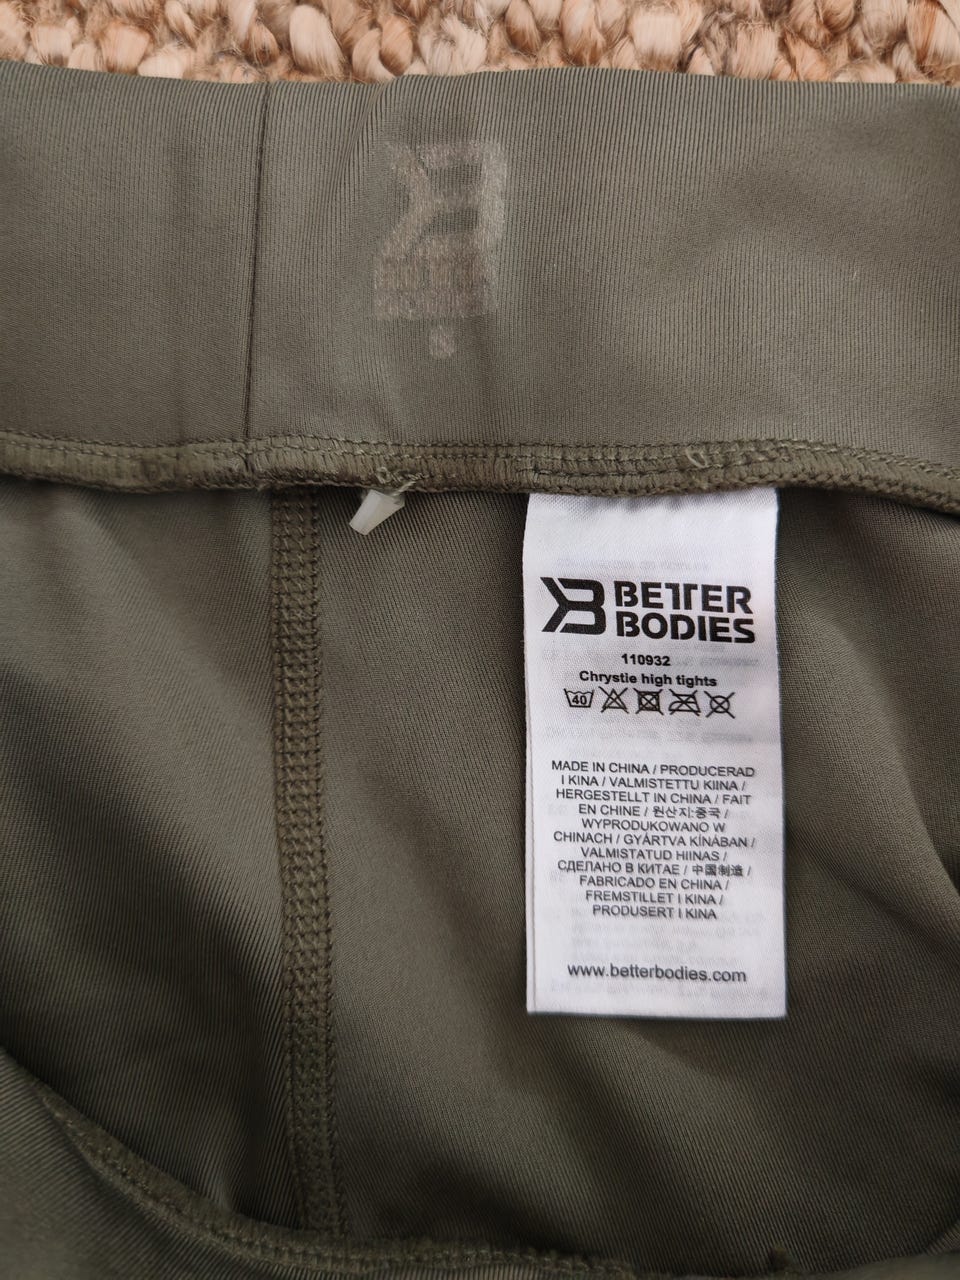 BETTER
BODIES
S
BETTER
BODIES
110932
Chrystie high tights
40
MADE IN CHINA / PRODUCERAD
I KINA / VALMISTETTU KIINA /
HERGESTELLT IN CHINA / FAIT
EN CHINE / 원산지:중국 /
WYPRODUKOWANO W
CHINACH / GYÁRTVA KÍNÁBAN /
VALMISTATUD HIINAS /
СДЕЛАНО В КИТАЕ / 中国制造 /
FABRICADO EN CHINA /
FREMSTILLET I KINA /
PRODUSERT I KINA
www.betterbodies.com